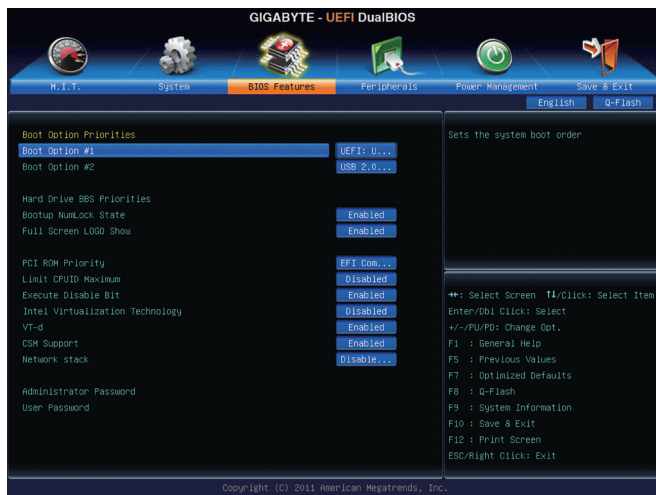 GIGABYTE - UEFI DualBIOS
M.I.T. System BIOS Features Peripherals Power Management Save & Exit
English Q-Flash
Boot Option Priorities
Boot Option #1 UEFI: U...
Boot Option #2 USB 2.0...
Hard Drive BBS Priorities
Bootup NumLock State Enabled
Full Screen LOGO Show Enabled
PCI ROM Priority EFI Com...
Limit CPUID Maximum Disabled
Execute Disable Bit Enabled
Intel Virtualization Technology Disabled
VT-d Enabled
CSM Support Enabled
Network stack Disable...
Administrator Password
User Password
Sets the system boot order
→←: Select Screen ↑↓/Click: Select Item
Enter/Dbl Click: Select
+/-/PU/PD: Change Opt.
F1 : General Help
F5 : Previous Values
F7 : Optimized Defaults
F8 : Q-Flash
F9 : System Information
F10 : Save & Exit
F12 : Print Screen
ESC/Right Click: Exit
Copyright (C) 2011 American Megatrends, Inc.